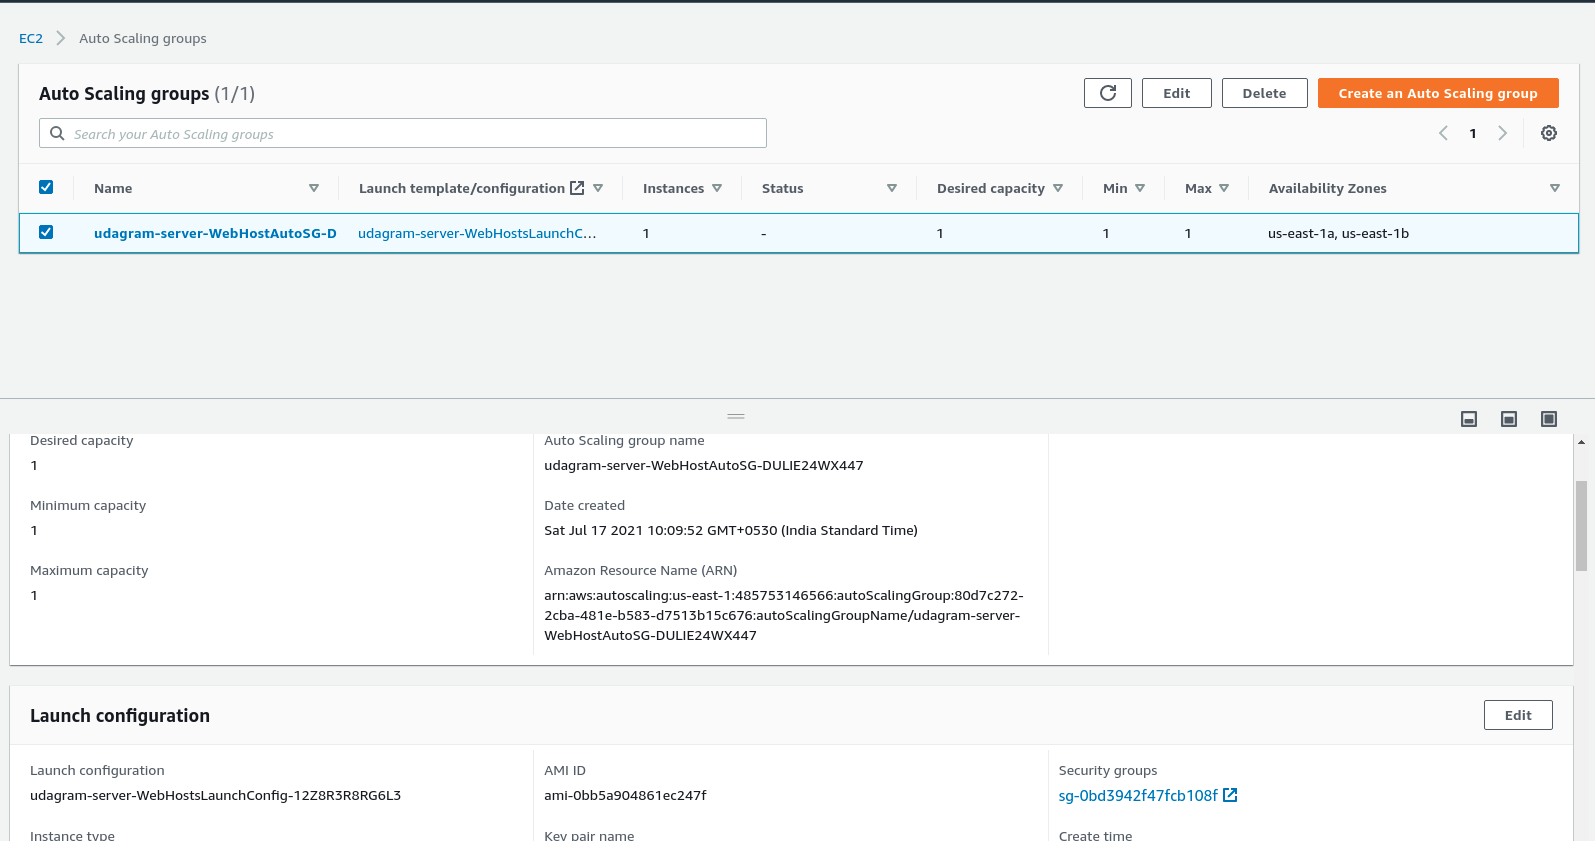 EC2 Auto Scaling groups
Auto Scaling groups (1/1)
Edit Delete Create an Auto Scaling group
Search your Auto Scaling groups
1
Name Launch template/configuration Instances Status Desired capacity Min Max Availability Zones
udagram-server-WebHostAutoSG-D udagram-server-WebHostsLaunchC... 1 - 1 1 1 us-east-1a, us-east-1b
Desired capacity
1
Minimum capacity
1
Maximum capacity
1
Auto Scaling group name
udagram-server-WebHostAutoSG-DULIE24WX447
Date created
Sat Jul 17 2021 10:09:52 GMT+0530 (India Standard Time)
Amazon Resource Name (ARN)
arn:aws:autoscaling:us-east-1:485753146566:autoScalingGroup:80d7c272-
2cba-481e-b583-d7513b15c676:autoScalingGroupName/udagram-server-
WebHostAutoSG-DULIE24WX447
Launch configuration
Edit
Launch configuration
udagram-server-WebHostsLaunchConfig-12Z8R3R8RG6L3
Instance type
AMI ID
ami-0bb5a904861ec247f
Key pair name
Security groups
sg-0bd3942f47fcb108f
Create time